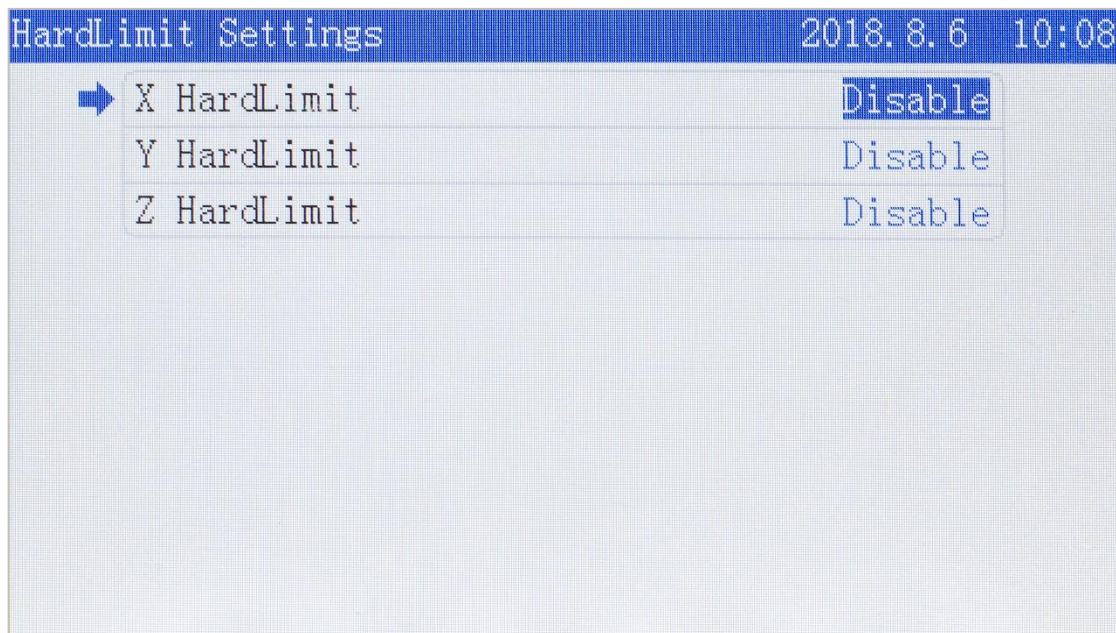 HardLimit Settings 2018. 8. 6 10:08
X HardLimit Disable
Y HardLimit Disable
Z HardLimit Disable